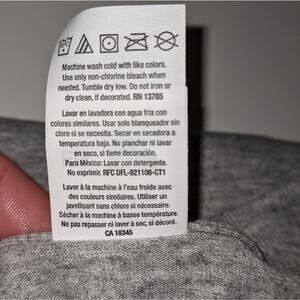 Machine wash cold with like colors.
Use only non-chlorine bleach when
needed. Tumble dry low. Do not iron or
dry clean, if decorated. RN 13765
Lavar en lavadora con agua fría con
colores similares. Usar solo blanqueador sin
cloro si se necesita. Secar en secadora a
temperatura baja. No planchar ni lavar
en seco, si tiene decoración.
Para México: Lavar con detergente.
No exprimir. RFC DFL-921106-CT1
Laver à la machine à l'eau froide avec
des couleurs similaires. Utiliser un
javellisant sans chlore si nécessaire.
Sécher à la machine à basse température.
Ne pas repasser ni laver à sec, si décoré.
CA 18345